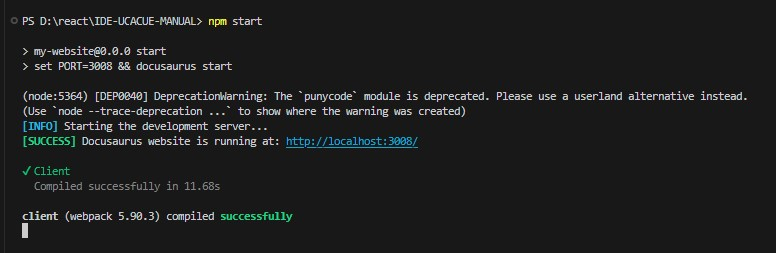 PS D:\react\IDE-UCACUE-MANUAL> npm start
> my-website@0.0.0 start
> set PORT=3008 && docusaurus start
(node:5364) [DEP0040] DeprecationWarning: The `punycode` module is deprecated. Please use a userland alternative instead.
(Use `node --trace-deprecation ...` to show where the warning was created)
[INFO] Starting the development server...
[SUCCESS] Docusaurus website is running at: http://localhost:3008/
✓ Client
Compiled successfully in 11.68s
client (webpack 5.90.3) compiled successfully